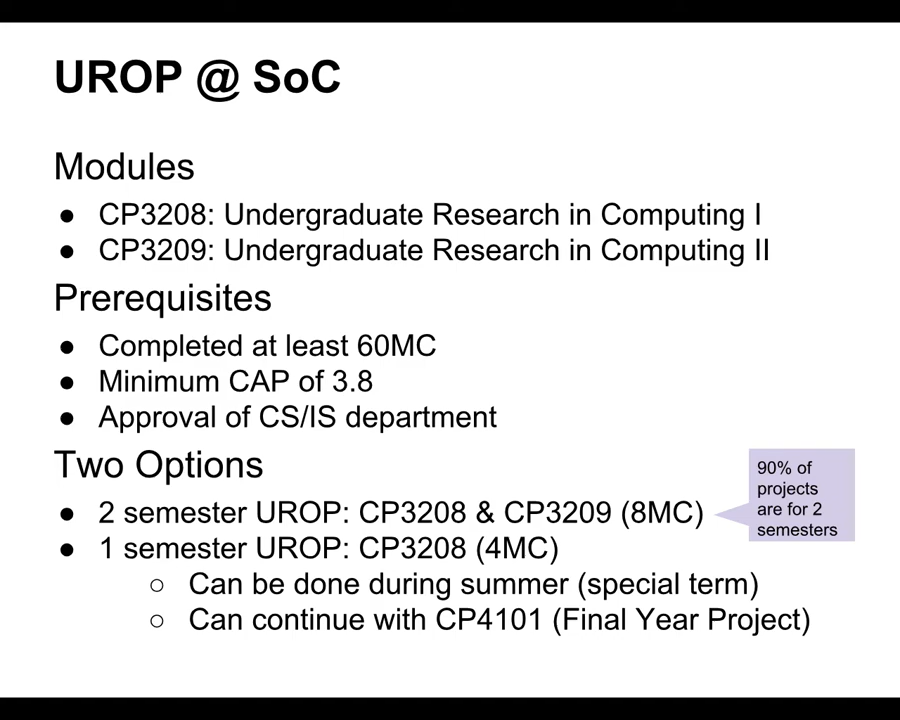 UROP @ SoC
Modules
● CP3208: Undergraduate Research in Computing I
● CP3209: Undergraduate Research in Computing II
Prerequisites
● Completed at least 60MC
● Minimum CAP of 3.8
● Approval of CS/IS department
Two Options
● 2 semester UROP: CP3208 & CP3209 (8MC)
90% of
projects
are for 2
semesters
● 1 semester UROP: CP3208 (4MC)
○ Can be done during summer (special term)
○ Can continue with CP4101 (Final Year Project)